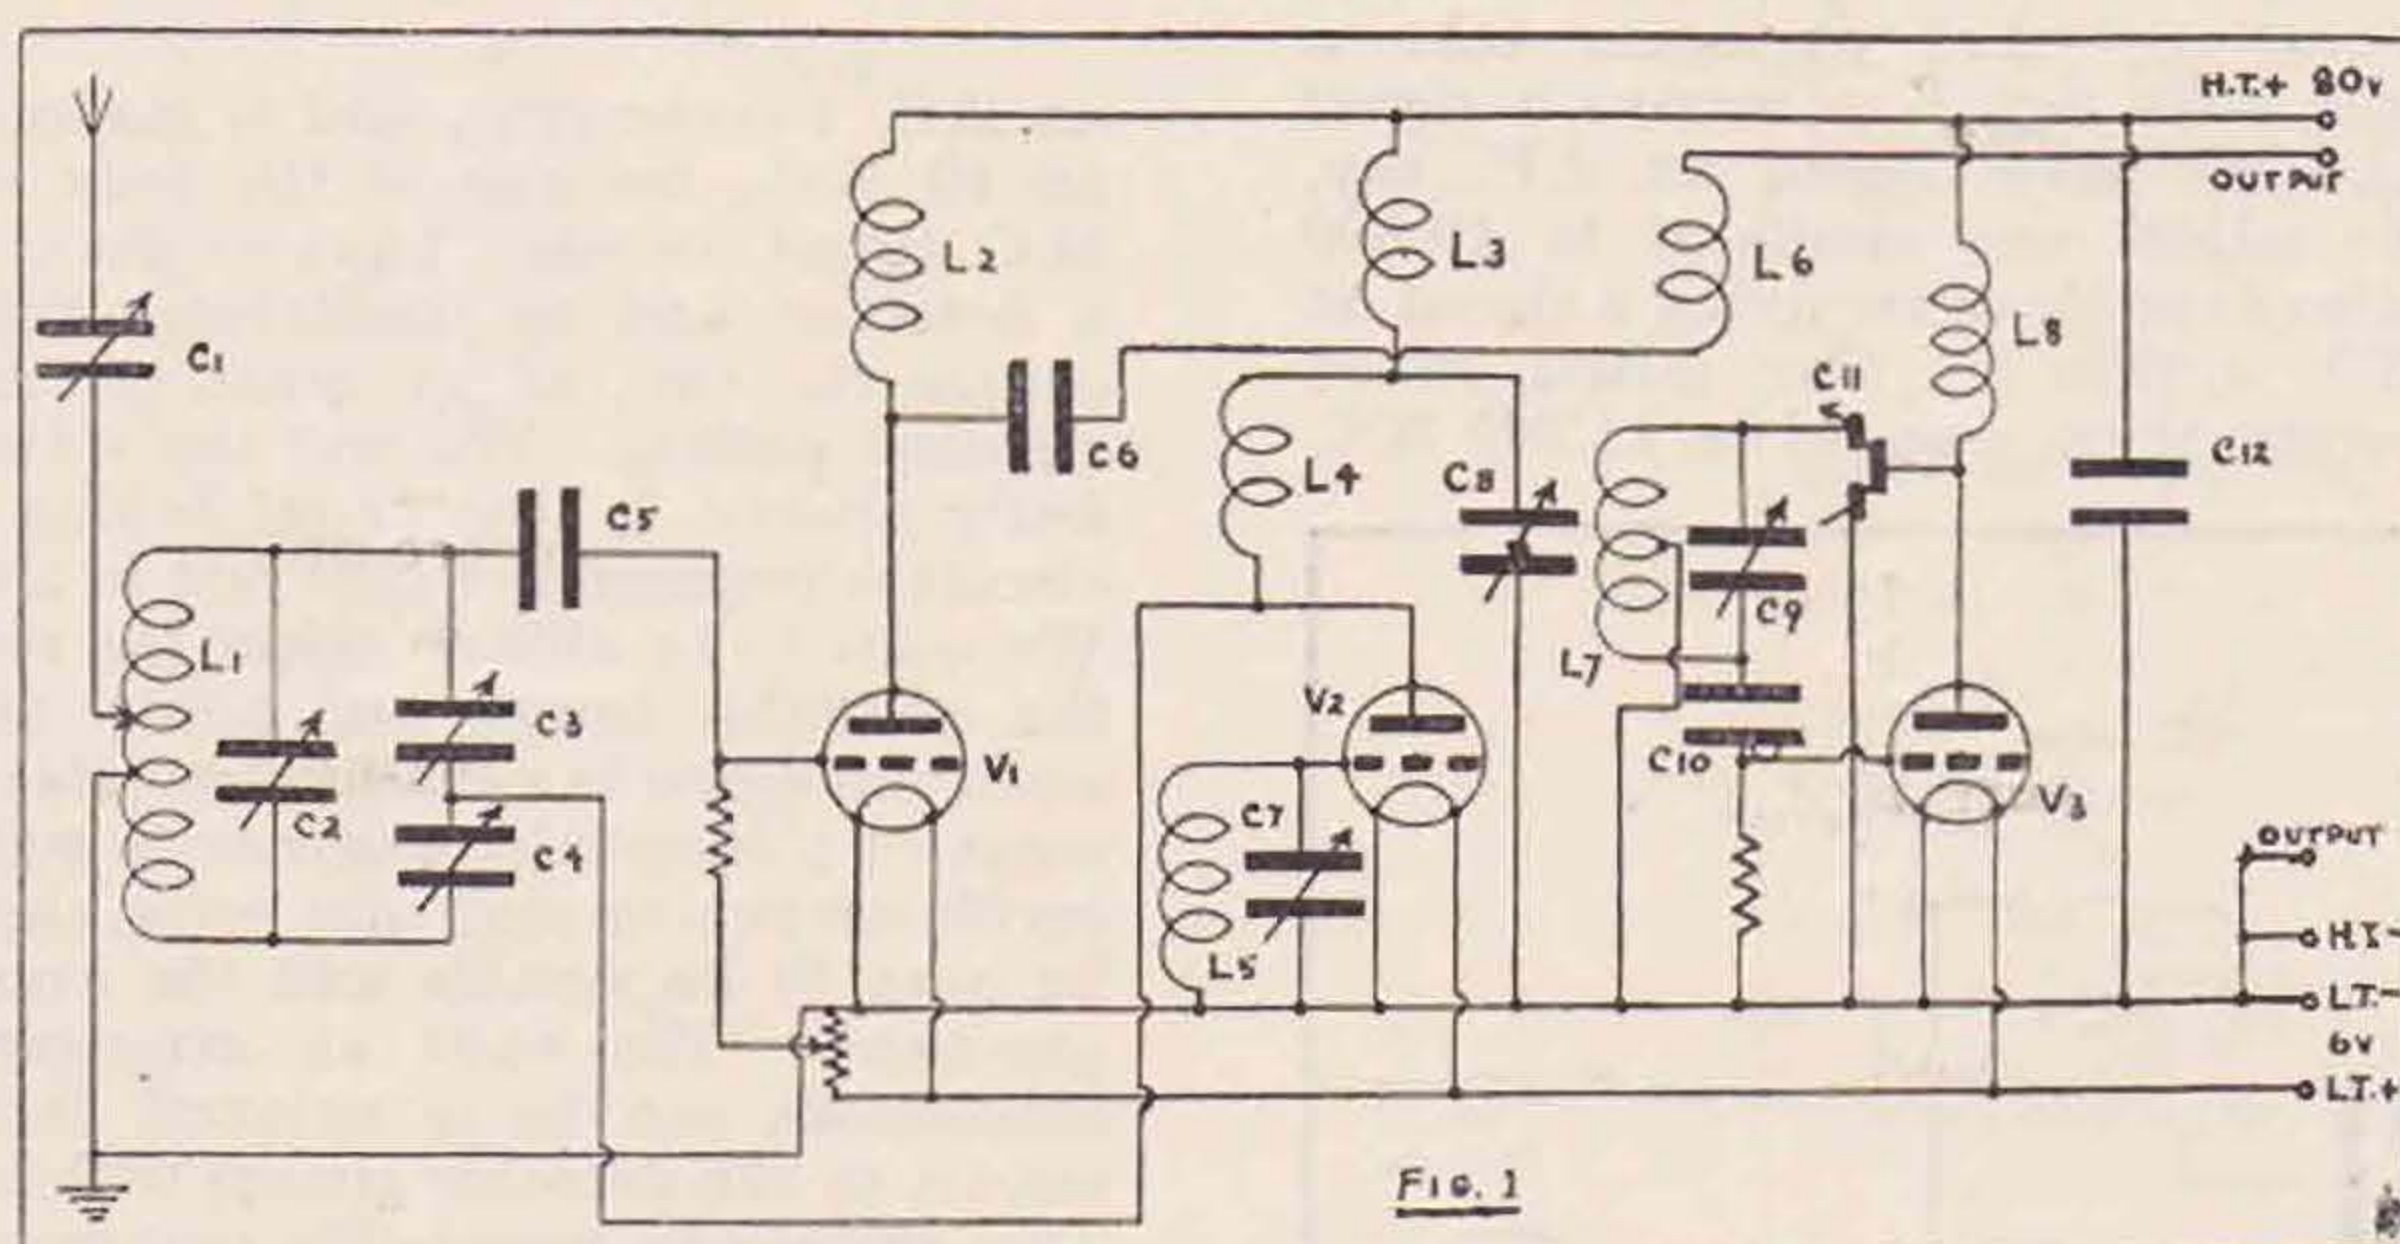 H.T.+ 80V
OUTPUT
L2
L3
L6
L8
C1
C11
C6
L4
C8
C12
C5
L1
C9
L7
V2
C3
C10
V1
V3
C2
C7
C4
OUTPUT
L5
H.T.-
L.T.-
6V
L.T.+
FIG. 1